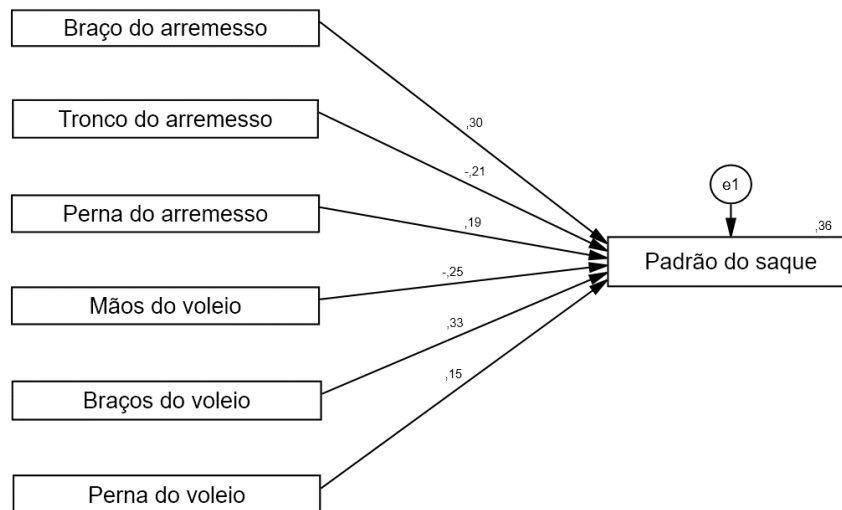 Braço do arremesso
,30
Tronco do arremesso
-,21
Perna do arremesso
,19
Mãos do voleio
-,25
Braços do voleio
,33
Perna do voleio
,15
e1
,36
Padrão do saque